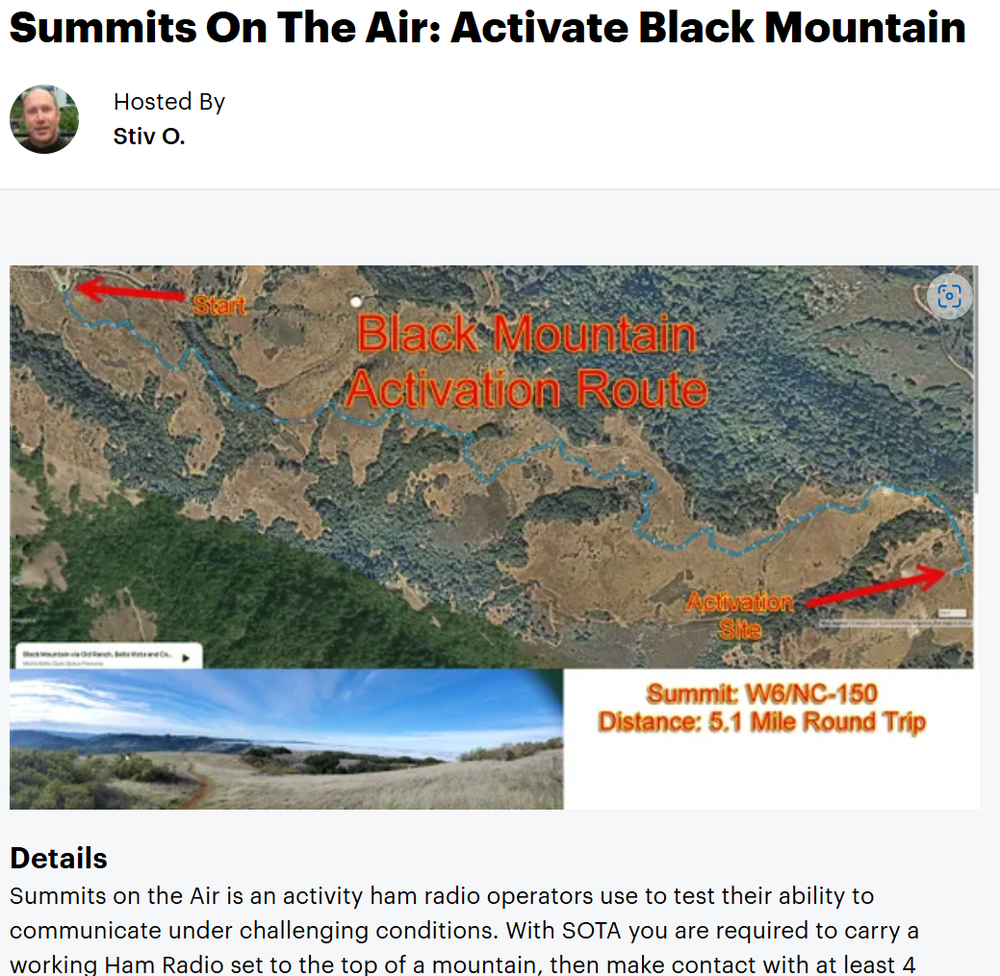 Summits On The Air: Activate Black Mountain
Hosted By
Stiv O.
Start
Black Mountain
Activation Route
Activation
Site
Black Mountain via Old Ranch, Bella Vista and Co...
Monte Bello Open Space Preserve
Summit: W6/NC-150
Distance: 5.1 Mile Round Trip
Details
Summits on the Air is an activity ham radio operators use to test their ability to
communicate under challenging conditions. With SOTA you are required to carry a
working Ham Radio set to the top of a mountain, then make contact with at least 4